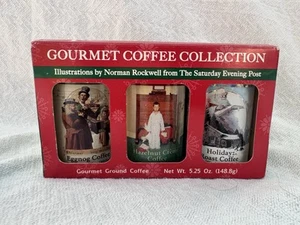 GOURMET COFFEE COLLECTION
Illustrations by Norman Rockwell from The Saturday Evening Post
Eggnog Coffee
Hazelnut
Coffee
Holiday
Roast Coffee
Gourmet Ground Coffee Net Wt. 5.25 Oz. (148.8g)